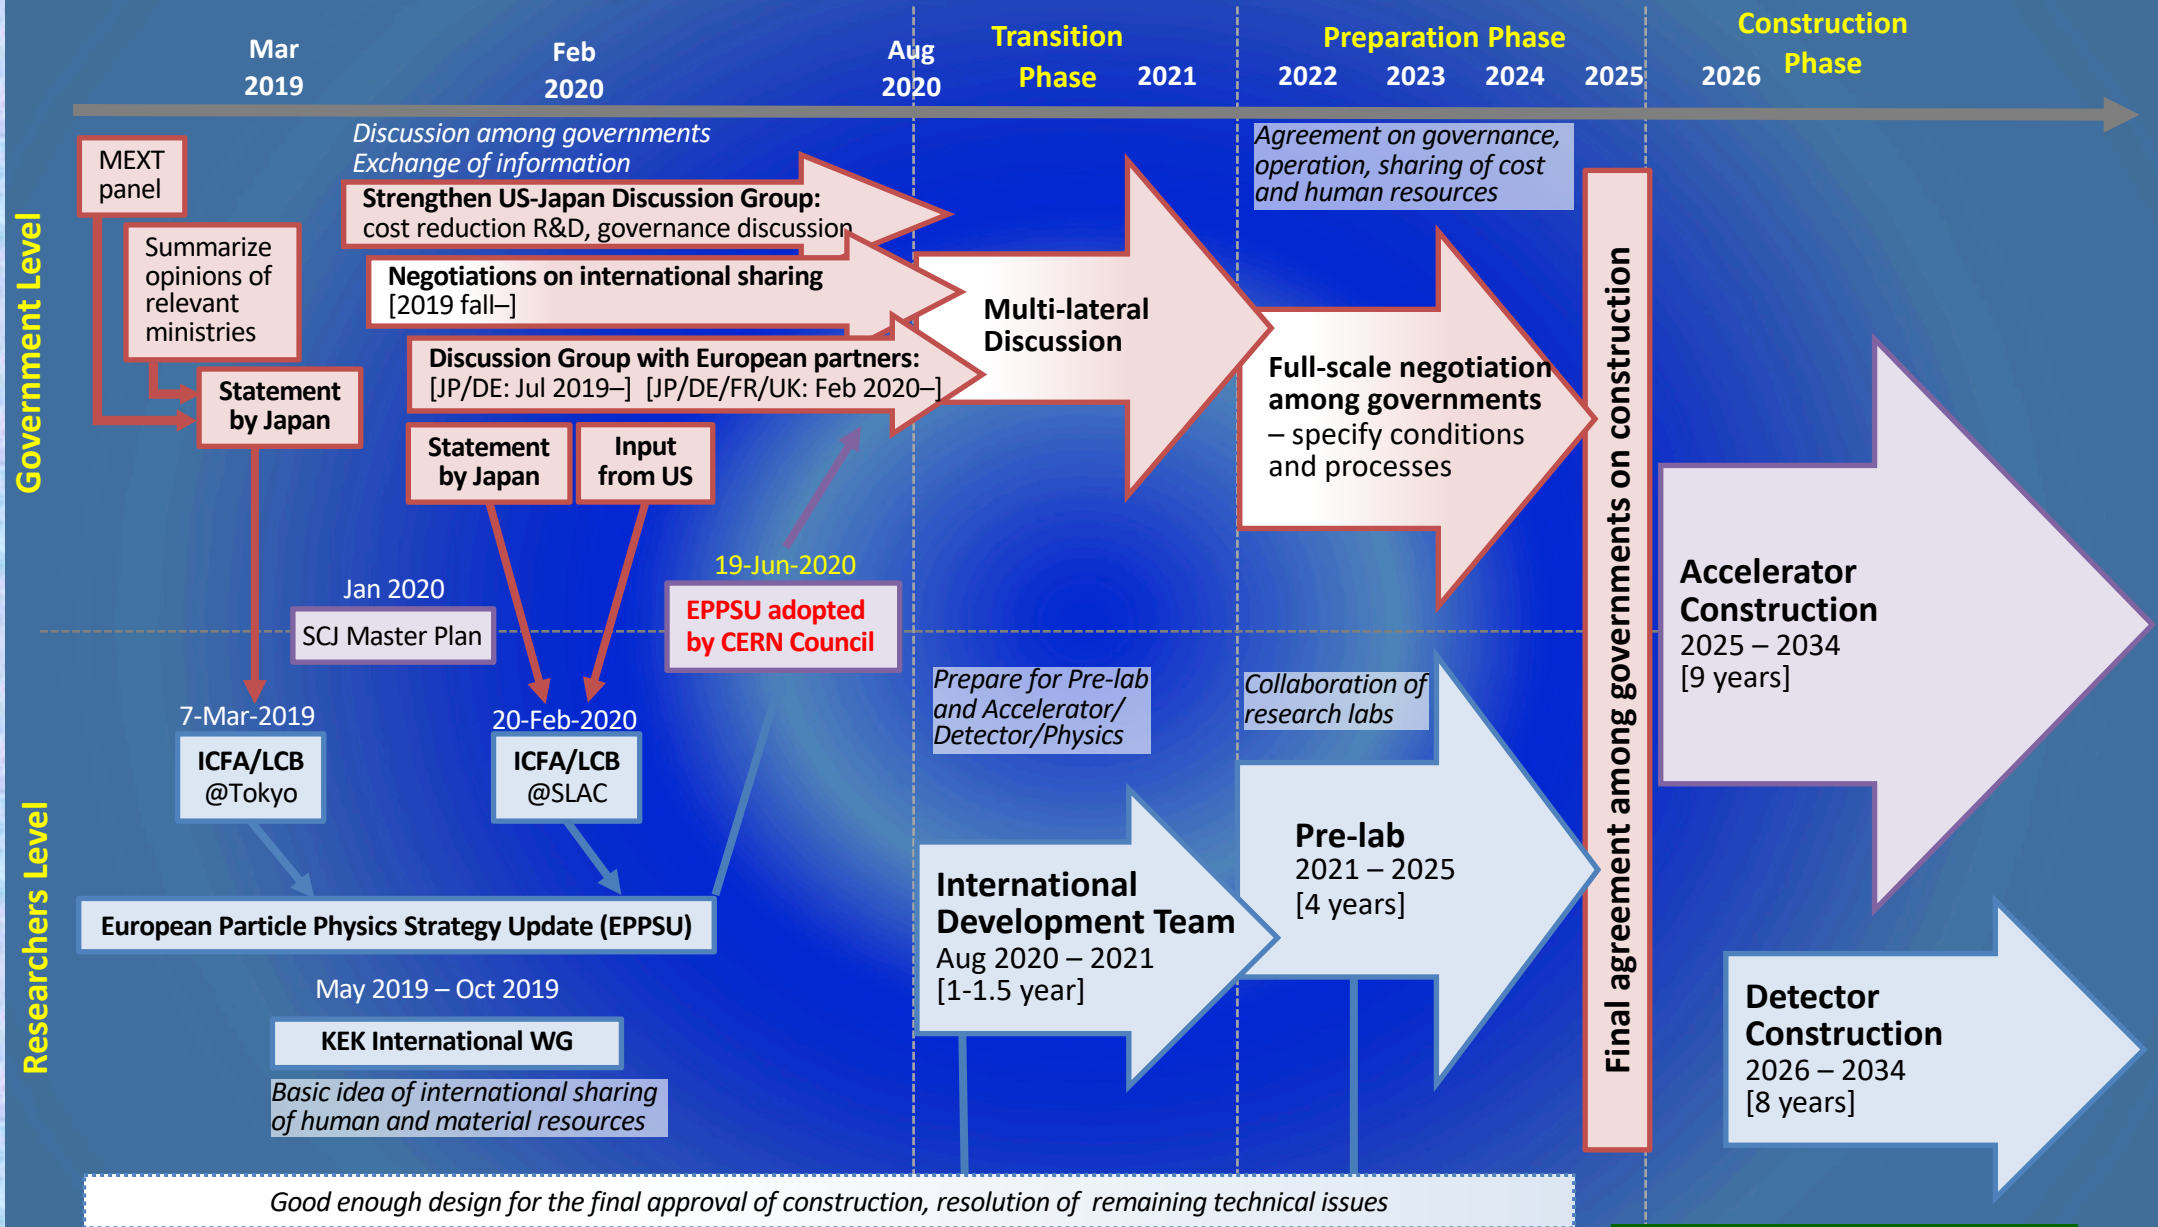 Mar
2019
Feb
2020
Aug
2020
Transition
Phase
2021
Preparation Phase
2022
2023
2024
2025
Construction
Phase
2026
Government Level
MEXT
panel
Summarize
opinions of
relevant
ministries
Statement
by Japan
Discussion among governments
Exchange of information
Strengthen US-Japan Discussion Group:
cost reduction R&D, governance discussion
Negotiations on international sharing
[2019 fall–]
Discussion Group with European partners:
[JP/DE: Jul 2019–] [JP/DE/FR/UK: Feb 2020–]
Statement
by Japan
Input
from US
Multi-lateral
Discussion
Agreement on governance,
operation, sharing of cost
and human resources
Full-scale negotiation
among governments
– specify conditions
and processes
Final agreement among governments on construction
Accelerator
Construction
2025 – 2034
[9 years]
Jan 2020
SCJ Master Plan
19-Jun-2020
EPPSU adopted
by CERN Council
Researchers Level
7-Mar-2019
ICFA/LCB
@Tokyo
20-Feb-2020
ICFA/LCB
@SLAC
European Particle Physics Strategy Update (EPPSU)
May 2019 – Oct 2019
KEK International WG
Basic idea of international sharing
of human and material resources
Prepare for Pre-lab
and Accelerator/
Detector/Physics
International
Development Team
Aug 2020 – 2021
[1-1.5 year]
Collaboration of
research labs
Pre-lab
2021 – 2025
[4 years]
Detector
Construction
2026 – 2034
[8 years]
Good enough design for the final approval of construction, resolution of remaining technical issues